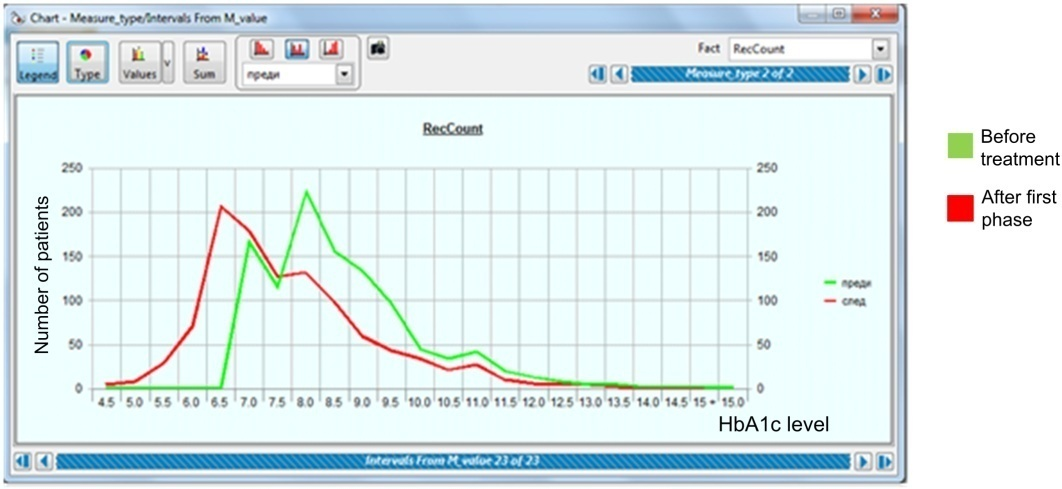 Chart - Measure_type/Intervals From M_value
Legend
Type
Values
v
Sum
преди
Fact
RecCount
Measure_type 2 of 2
RecCount
Number of patients
250
200
150
100
50
0
250
200
150
100
50
0
4.5 5.0 5.5 6.0 6.5 7.0 7.5 8.0 8.5 9.0 9.5 10.0 10.5 11.0 11.5 12.0 12.5 13.0 13.5 14.0 14.5 15 + 15.0
HbA1c level
преди
след
Intervals From M_value 23 of 23
Before
treatment
After first
phase